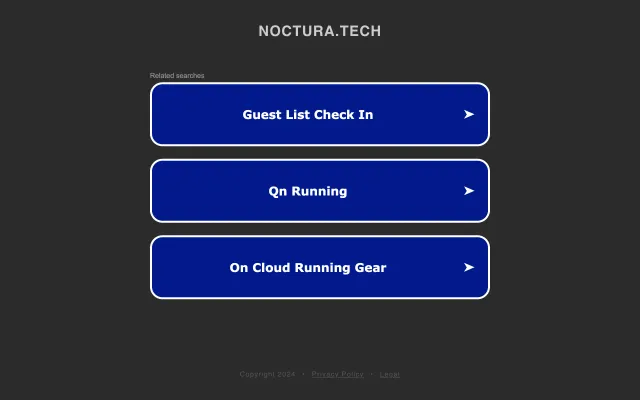 NOCTURA.TECH
Related searches
Guest List Check In
Qn Running
On Cloud Running Gear
Copyright 2024 • Privacy Policy • Legal